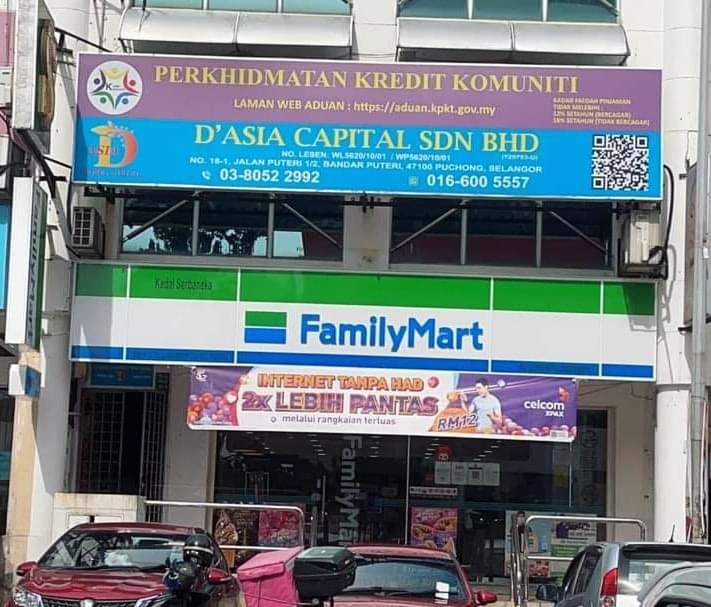 PERKHIDMATAN KREDIT KOMUNITI
LAMAN WEB ADUAN : https://aduan.kpkt.gov.my
KADAR FAEDAH PINJAMAN
TIDAK MELEBIHI :
12% SETAHUN (BERCAGAR)
18% SETAHUN (TIDAK BERCAGAR)
D'ASIA CAPITAL SDN BHD
NO. LESEN: WL5620/10/01 / WP5620/10/01
NO. 18-1, JALAN PUTERI 1/2, BANDAR PUTERI, 47100 PUCHONG, SELANGOR
03-8052 2992
016-600 5557
Kedai Serbaneka
FamilyMart
INTERNET TANPA HAD
2x LEBIH PANTAS
melalui rangkaian terluas
RM12
celcom
XPAX
FamilyMa